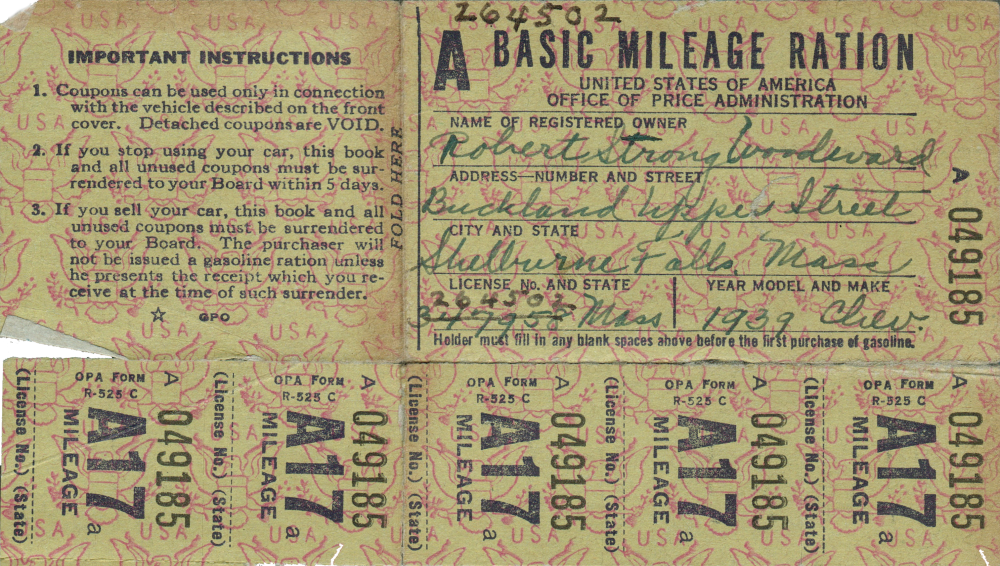 IMPORTANT INSTRUCTIONS
1. Coupons can be used only in connection
with the vehicle described on the front
cover. Detached coupons are VOID.
2. If you stop using your car, this book
and all unused coupons must be sur-
rendered to your Board within 5 days.
3. If you sell your car, this book and all
unused coupons must be surrendered
to your Board. The purchaser will
not be issued a gasoline ration unless
he presents the receipt which you re-
ceive at the time of such surrender.
☆ GPO
FOLD HERE
264502
A BASIC MILEAGE RATION
UNITED STATES OF AMERICA
OFFICE OF PRICE ADMINISTRATION
NAME OF REGISTERED OWNER
Robert Strong Woodward
ADDRESS—NUMBER AND STREET
Buckland Upper Street
CITY AND STATE
Shelburne Falls, Mass
LICENSE No. AND STATE YEAR MODEL AND MAKE
264502
347958 Mass 1939 Chev.
Holder must fill in any blank spaces above before the first purchase of gasoline.
A 049185
(License No.) (State)
OPA FORM
R-525 C
MILEAGE
A17
a
A 049185
(License No.) (State)
OPA FORM
R-525 C
MILEAGE
A17
a
A 049185
(License No.) (State)
OPA FORM
R-525 C
MILEAGE
A17
a
A 049185
(License No.) (State)
OPA FORM
R-525 C
MILEAGE
A17
a
A 049185
(License No.) (State)
OPA FORM
R-525 C
MILEAGE
A17
a
A 049185